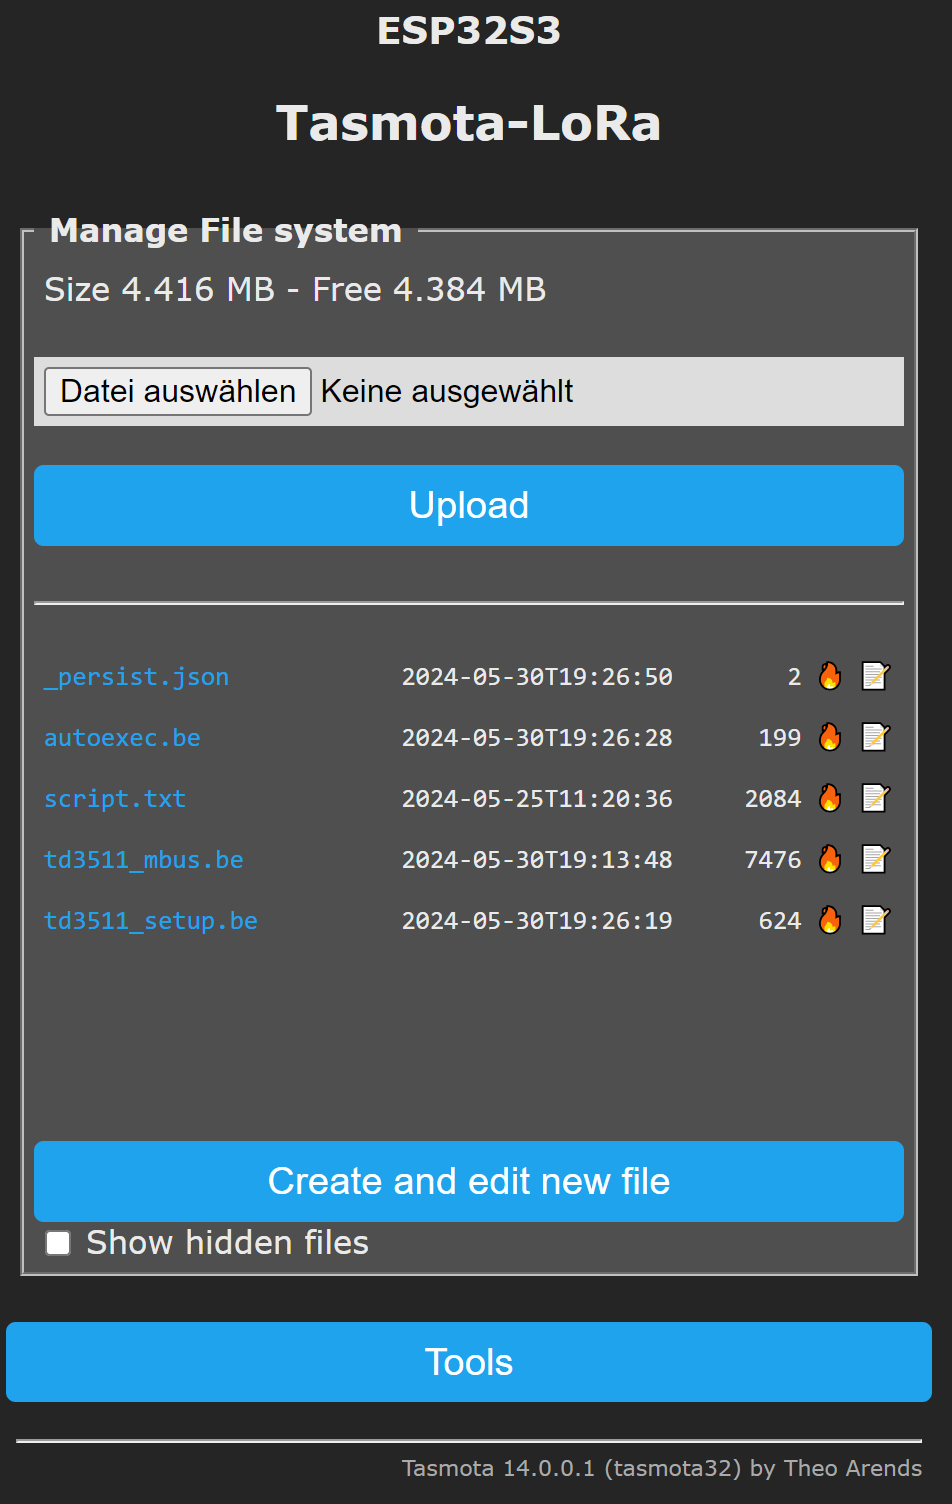 ESP32S3
Tasmota-LoRa
Manage File system
Size 4.416 MB - Free 4.384 MB
Datei auswählen Keine ausgewählt
Upload
_persist.json 2024-05-30T19:26:50 2
autoexec.be 2024-05-30T19:26:28 199
script.txt 2024-05-25T11:20:36 2084
td3511_mbus.be 2024-05-30T19:13:48 7476
td3511_setup.be 2024-05-30T19:26:19 624
Create and edit new file
Show hidden files
Tools
Tasmota 14.0.0.1 (tasmota32) by Theo Arends